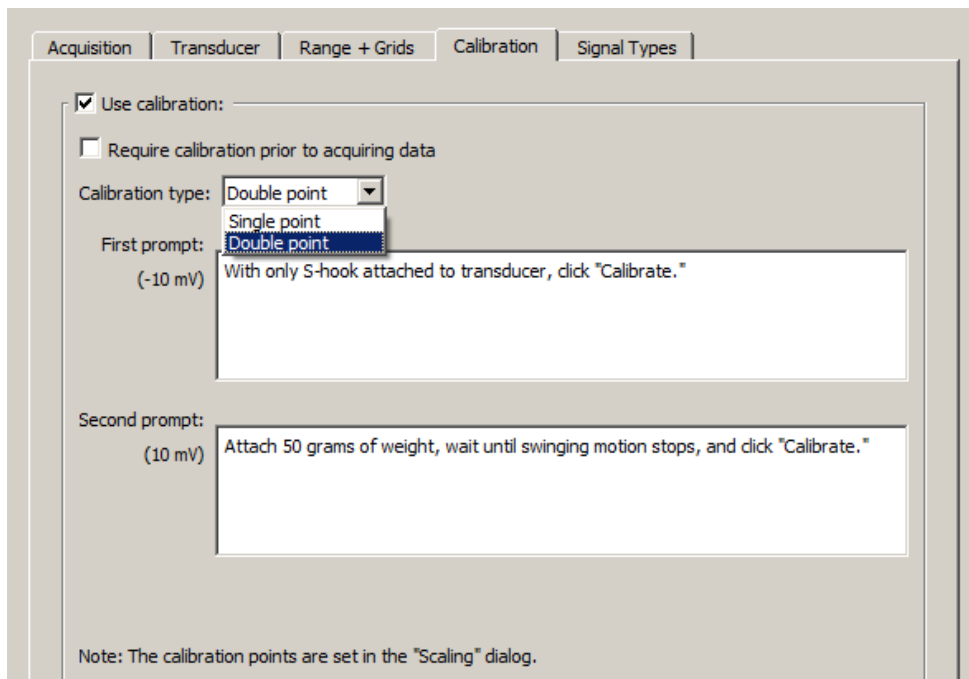 Acquisition Transducer Range + Grids Calibration Signal Types
Use calibration:
Require calibration prior to acquiring data
Calibration type: Double point
Single point
Double point
First prompt:
(-10 mV)
With only S-hook attached to transducer, click "Calibrate."
Second prompt:
(10 mV)
Attach 50 grams of weight, wait until swinging motion stops, and click "Calibrate."
Note: The calibration points are set in the "Scaling" dialog.